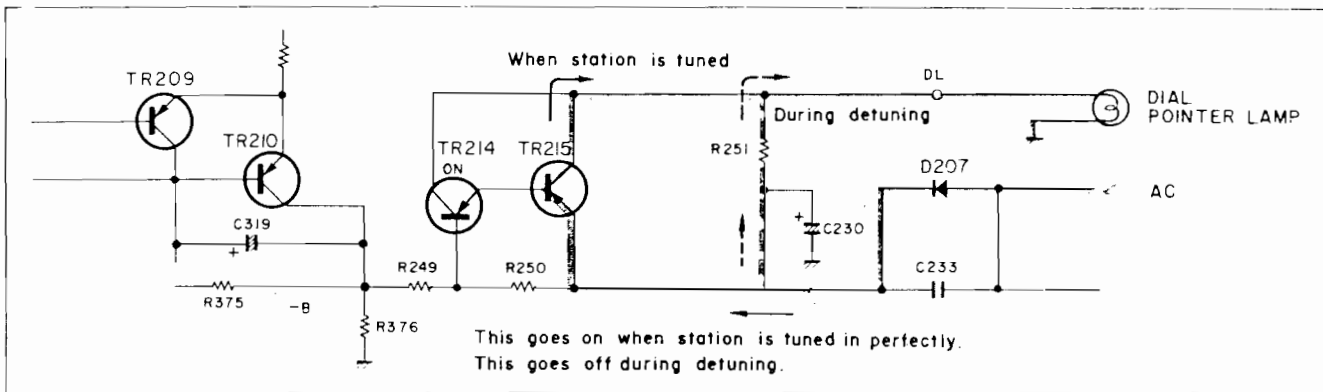 When station is tuned
TR209
DL
DIAL
POINTER LAMP
During detuning
TR210
TR214
TR215
R251
ON
D207
AC
C319
+
+
C230
C233
R249
R250
R375
-B
R376
This goes on when station is tuned in perfectly.
This goes off during detuning.